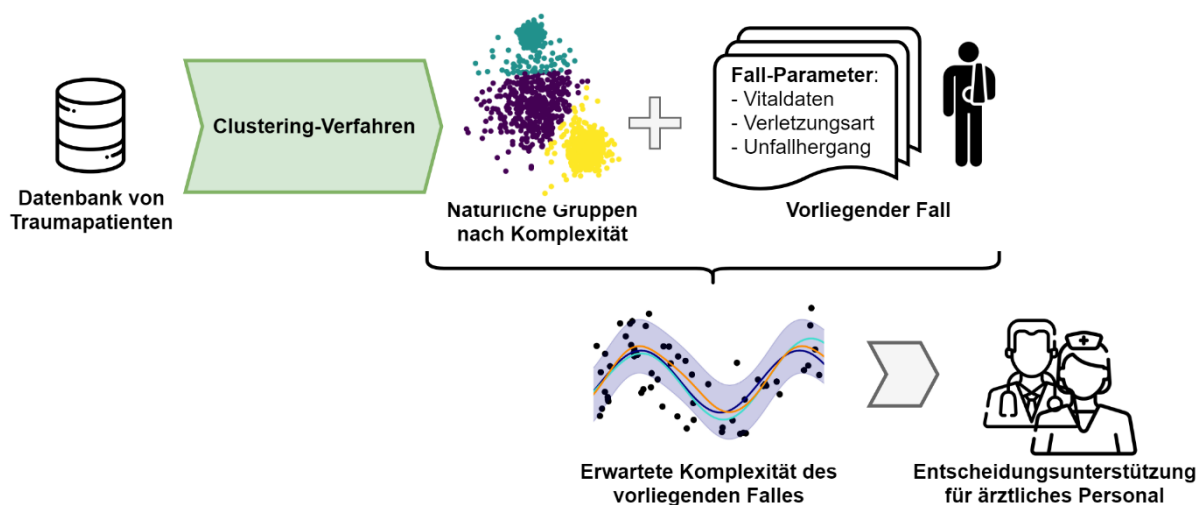 Clustering-Verfahren
Fall-Parameter:
- Vitaldaten
- Verletzungsart
- Unfallhergang
Datenbank von
Traumapatienten
Natürliche Gruppen
nach Komplexität
Vorliegender Fall
Erwartete Komplexität des
vorliegenden Falles
Entscheidungsunterstützung
für ärztliches Personal